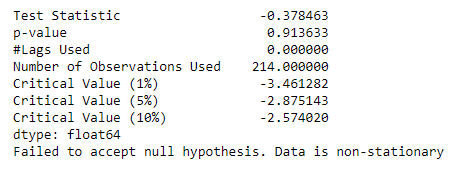 Test Statistic -0.378463
p-value 0.913633
#Lags Used 0.000000
Number of Observations Used 214.000000
Critical Value (1%) -3.461282
Critical Value (5%) -2.875143
Critical Value (10%) -2.574020
dtype: float64
Failed to accept null hypothesis. Data is non-stationary